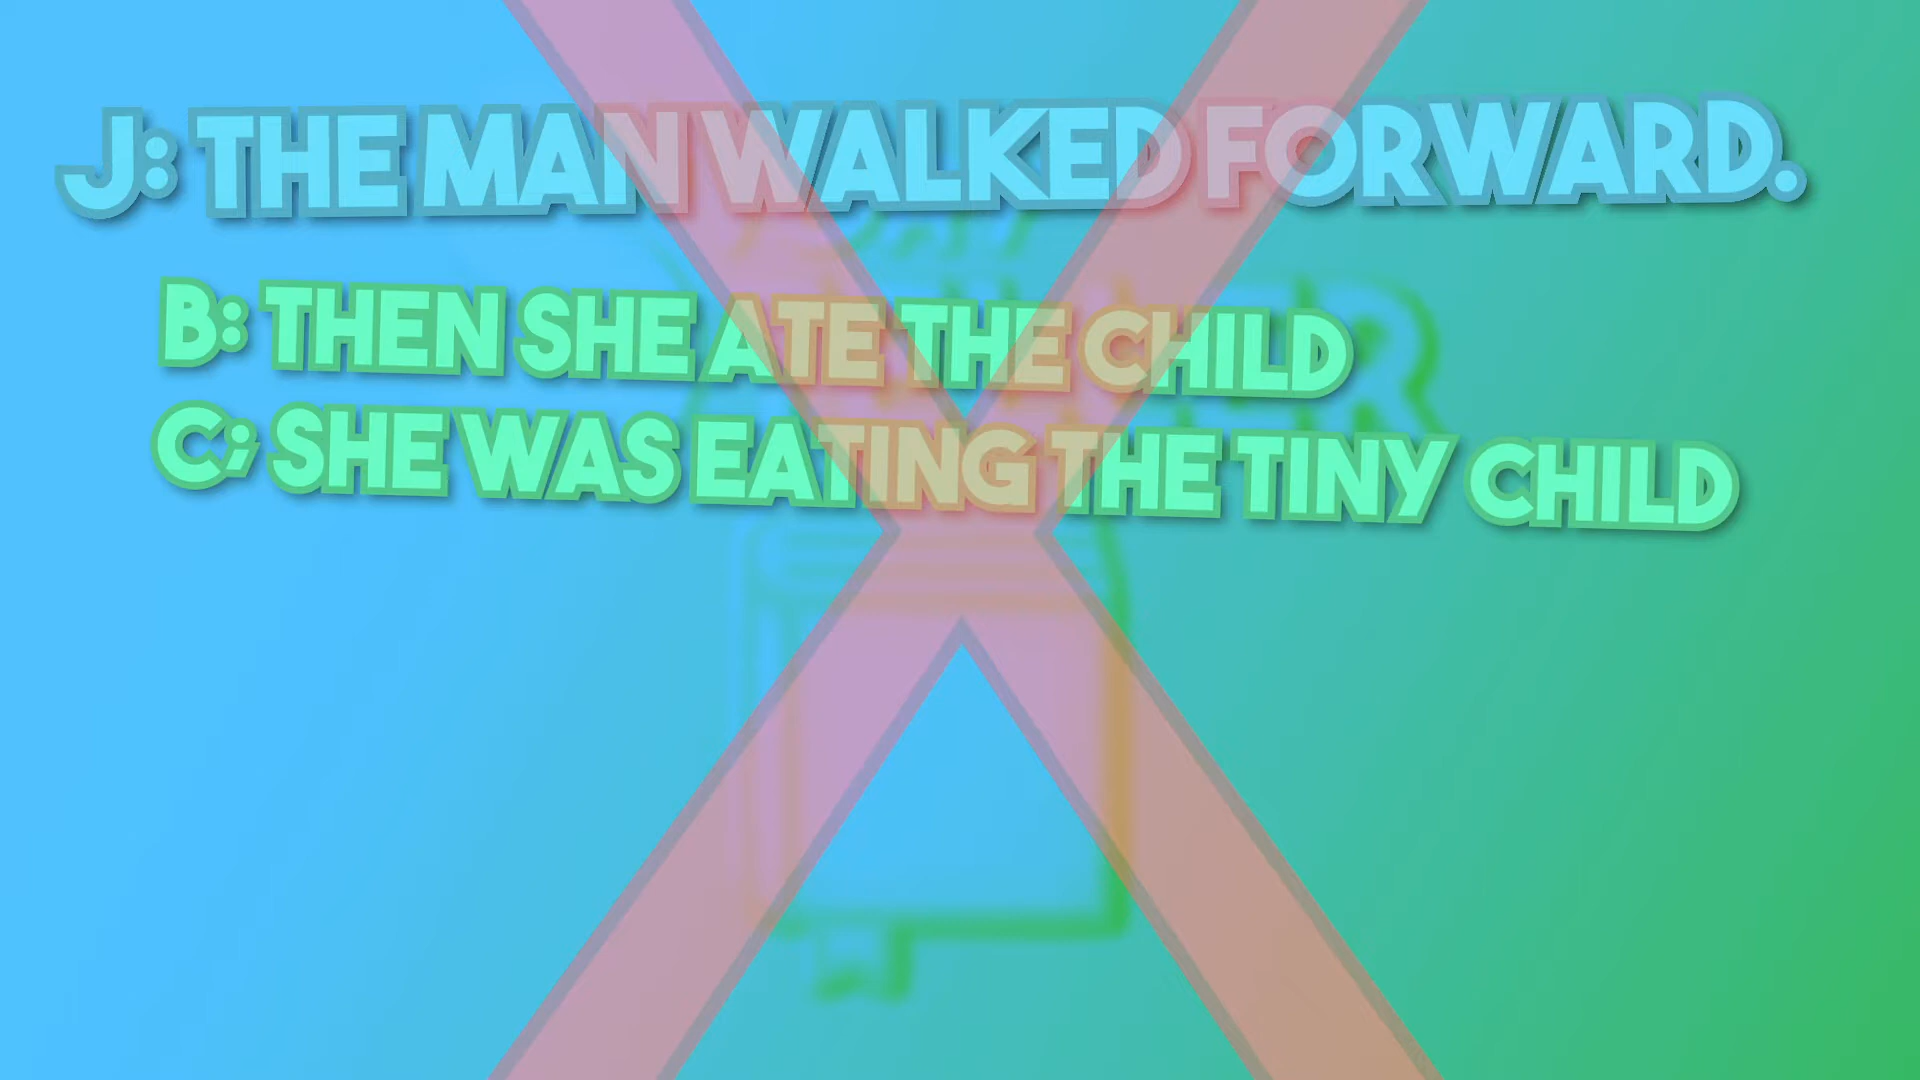 J: THE MAN WALKED FORWARD.
B: THEN SHE ATE THE CHILD
C; SHE WAS EATING THE TINY CHILD